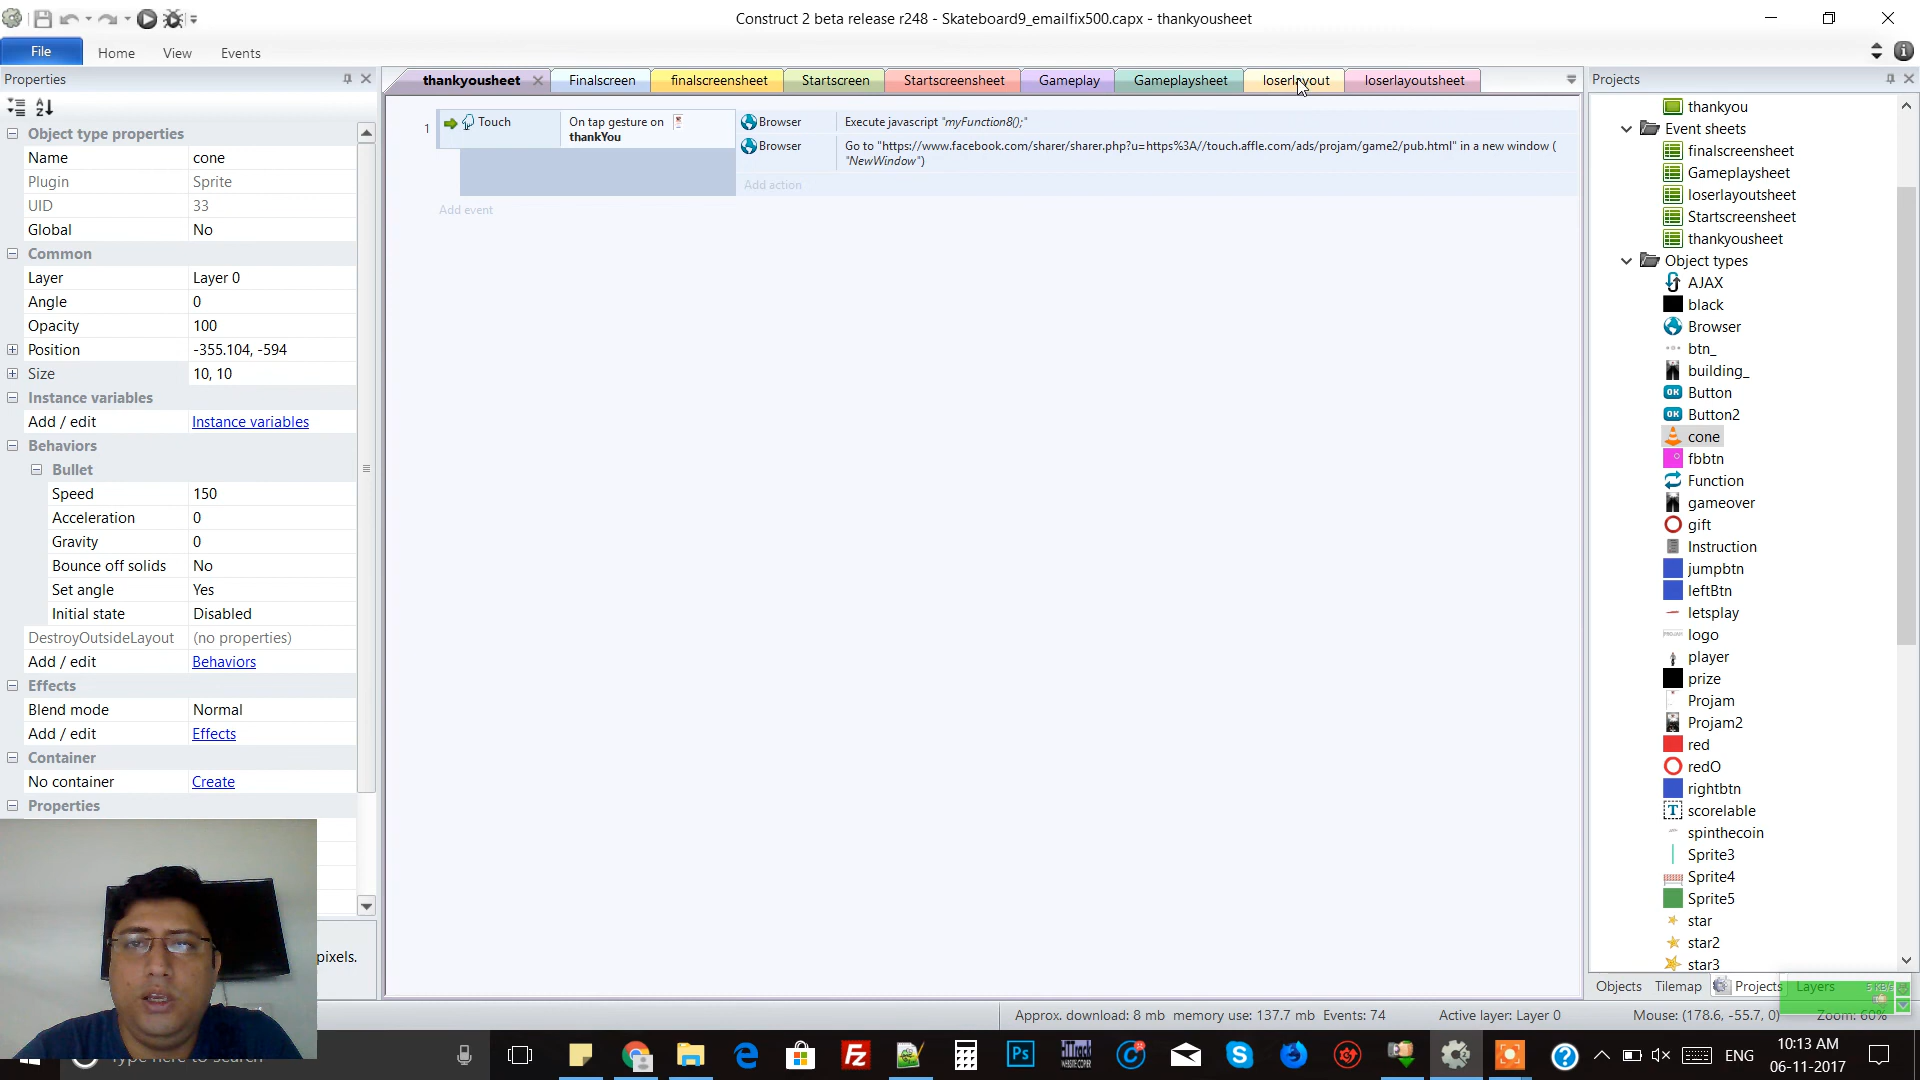 Construct 2 beta release r248 - Skateboard9_emailfix500.capx - thankyousheet
File
Home
View
Events
Properties
thankyousheet
Finalscreen
finalscreensheet
Startscreen
Startscreensheet
Gameplay
Gameplaysheet
loserlayout
loserlayoutsheet
Projects
Object type properties
Name cone
Plugin Sprite
UID 33
Global No
Common
Layer Layer 0
Angle 0
Opacity 100
Position -355.104, -594
Size 10, 10
Instance variables
Add / edit Instance variables
Behaviors
Bullet
Speed 150
Acceleration 0
Gravity 0
Bounce off solids No
Set angle Yes
Initial state Disabled
DestroyOutsideLayout (no properties)
Add / edit Behaviors
Effects
Blend mode Normal
Add / edit Effects
Container
No container Create
Properties
pixels.
1
Touch
On tap gesture on
thankYou
Browser
Execute javascript "myFunction8();"
Browser
Go to "https://www.facebook.com/sharer/sharer.php?u=https%3A//touch.affle.com/ads/projam/game2/pub.html" in a new window (
"NewWindow")
Add action
Add event
thankyou
Event sheets
finalscreensheet
Gameplaysheet
loserlayoutsheet
Startscreensheet
thankyousheet
Object types
AJAX
black
Browser
btn_
building_
Button
Button2
cone
fbbtn
Function
gameover
gift
Instruction
jumpbtn
leftBtn
letsplay
logo
player
prize
Projam
Projam2
red
redO
rightbtn
scorelable
spinthecoin
Sprite3
Sprite4
Sprite5
star
star2
star3
Objects
Tilemap
Projects
Layers
Approx. download: 8 mb memory use: 137.7 mb Events: 74
Active layer: Layer 0
Mouse: (178.6, -55.7, 0)
Zoom: 60%
Type here to search
ENG
10:13 AM
06-11-2017